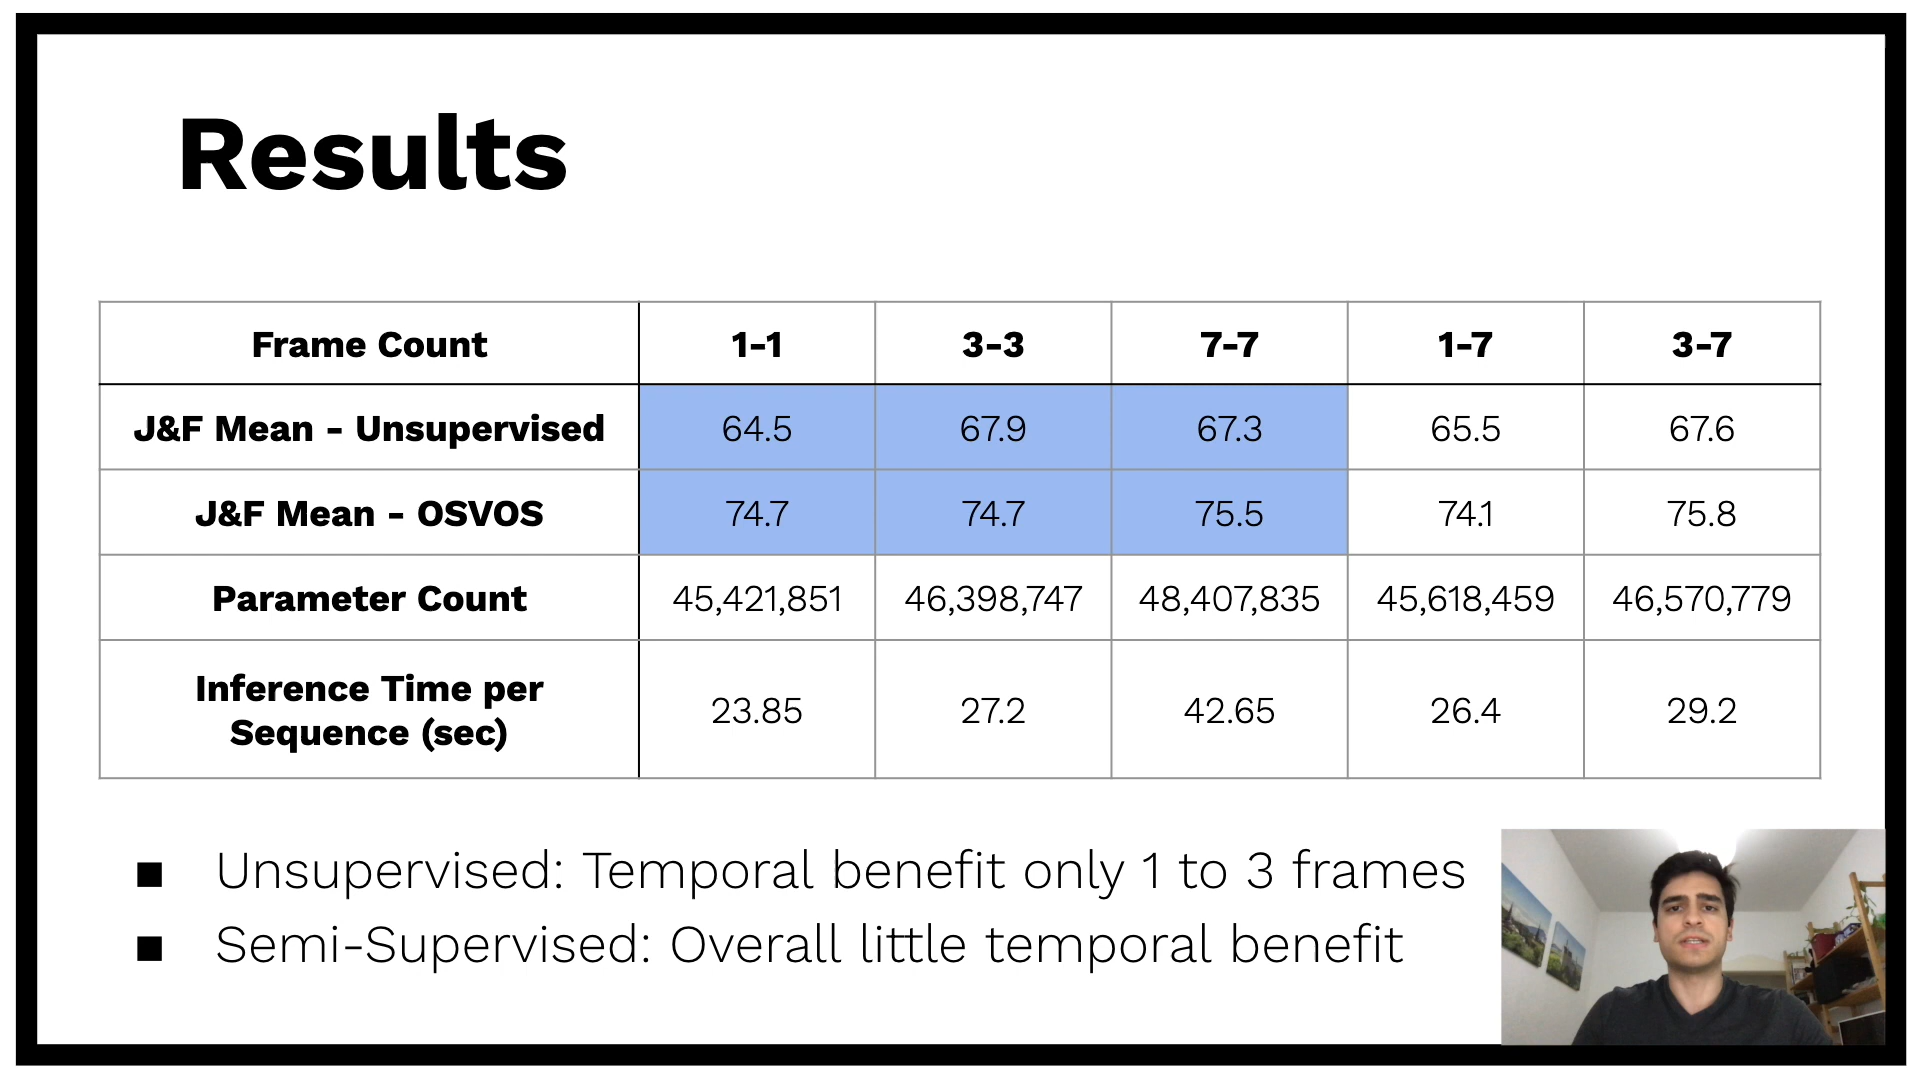 Results
Frame Count 1-1 3-3 7-7 1-7 3-7
J&F Mean - Unsupervised 64.5 67.9 67.3 65.5 67.6
J&F Mean - OSVOS 74.7 74.7 75.5 74.1 75.8
Parameter Count 45,421,851 46,398,747 48,407,835 45,618,459 46,570,779
Inference Time per
Sequence (sec) 23.85 27.2 42.65 26.4 29.2
■ Unsupervised: Temporal benefit only 1 to 3 frames
■ Semi-Supervised: Overall little temporal benefit